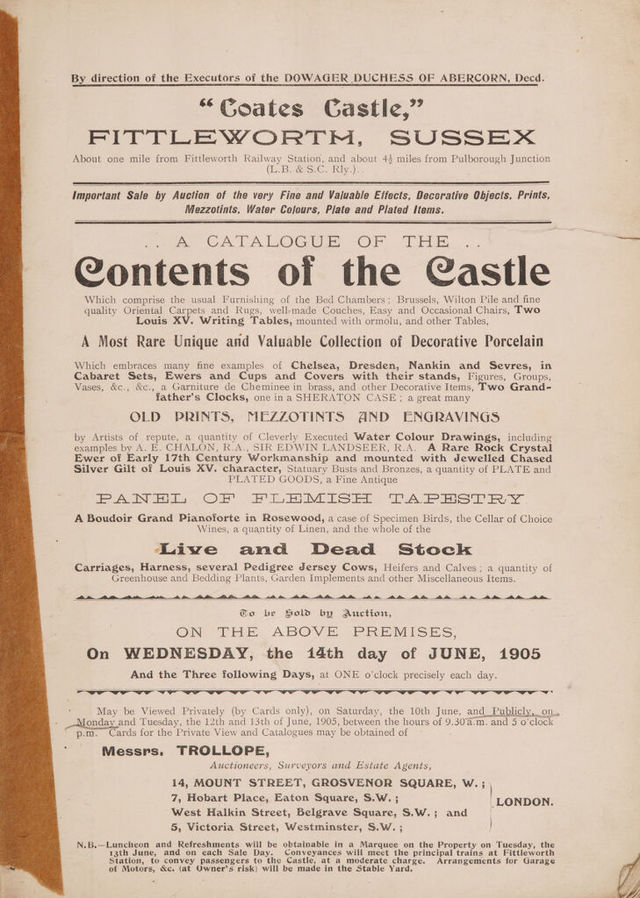 By direction of the Executors of the DOWAGER DUCHESS OF ABERCORN, Decd.
“Coates Castle,”
FITTLEWORTH, SUSSEX
About one mile from Fittleworth Railway Station, and about 4½ miles from Pulborough Junction
(L.B. & S.C. Rly.)..
Important Sale by Auction of the very Fine and Valuable Effects, Decorative Objects, Prints,
Mezzotints, Water Colours, Plate and Plated Items.
.. A CATALOGUE OF THE ..
Contents of the Castle
Which comprise the usual Furnishing of the Bed Chambers; Brussels, Wilton Pile and fine
quality Oriental Carpets and Rugs, well-made Couches, Easy and Occasional Chairs, Two
Louis XV. Writing Tables, mounted with ormolu, and other Tables,
A Most Rare Unique and Valuable Collection of Decorative Porcelain
Which embraces many fine examples of Chelsea, Dresden, Nankin and Sevres, in
Cabaret Sets, Ewers and Cups and Covers with their stands, Figures, Groups,
Vases, &c., &c., a Garniture de Cheminee in brass, and other Decorative Items, Two Grand-
father's Clocks, one in a SHERATON CASE; a great many
OLD PRINTS, MEZZOTINTS AND ENGRAVINGS
by Artists of repute, a quantity of Cleverly Executed Water Colour Drawings, including
examples by A. E. CHALON, R.A., SIR EDWIN LANDSEER, R.A. A Rare Rock Crystal
Ewer of Early 17th Century Workmanship and mounted with Jewelled Chased
Silver Gilt of Louis XV. character, Statuary Busts and Bronzes, a quantity of PLATE and
PLATED GOODS, a Fine Antique
PANEL OF FLEMISH TAPESTRY
A Boudoir Grand Pianoforte in Rosewood, a case of Specimen Birds, the Cellar of Choice
Wines, a quantity of Linen, and the whole of the
Live and Dead Stock
Carriages, Harness, several Pedigree Jersey Cows, Heifers and Calves; a quantity of
Greenhouse and Bedding Plants, Garden Implements and other Miscellaneous Items.
To be Sold by Auction,
ON THE ABOVE PREMISES,
On WEDNESDAY, the 14th day of JUNE, 1905
And the Three following Days, at ONE o'clock precisely each day.
May be Viewed Privately (by Cards only), on Saturday, the 10th June, and Publicly, on
Monday and Tuesday, the 12th and 13th of June, 1905, between the hours of 9.30 a.m. and 5 o'clock
p.m. Cards for the Private View and Catalogues may be obtained of
Messrs. TROLLOPE,
Auctioneers, Surveyors and Estate Agents,
14, MOUNT STREET, GROSVENOR SQUARE, W.;
7, Hobart Place, Eaton Square, S.W.;
LONDON.
West Halkin Street, Belgrave Square, S.W.; and
5, Victoria Street, Westminster, S.W.;
N.B.—Luncheon and Refreshments will be obtainable in a Marquee on the Property on Tuesday, the
13th June, and on each Sale Day. Conveyances will meet the principal trains at Fittleworth
Station, to convey passengers to the Castle, at a moderate charge. Arrangements for Garage
of Motors, &c. (at Owner's risk) will be made in the Stable Yard.